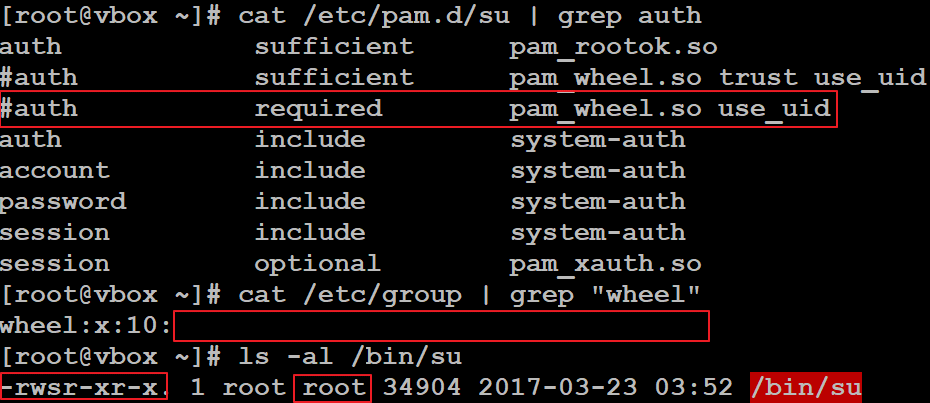 [root@vbox ~]# cat /etc/pam.d/su | grep auth
auth            sufficient      pam_rootok.so
#auth           sufficient      pam_wheel.so trust use_uid
#auth           required        pam_wheel.so use_uid
auth            include         system-auth
account         include         system-auth
password        include         system-auth
session         include         system-auth
session         optional        pam_xauth.so
[root@vbox ~]# cat /etc/group | grep "wheel"
wheel:x:10:
[root@vbox ~]# ls -al /bin/su
-rwsr-xr-x. 1 root root 34904 2017-03-23 03:52 /bin/su